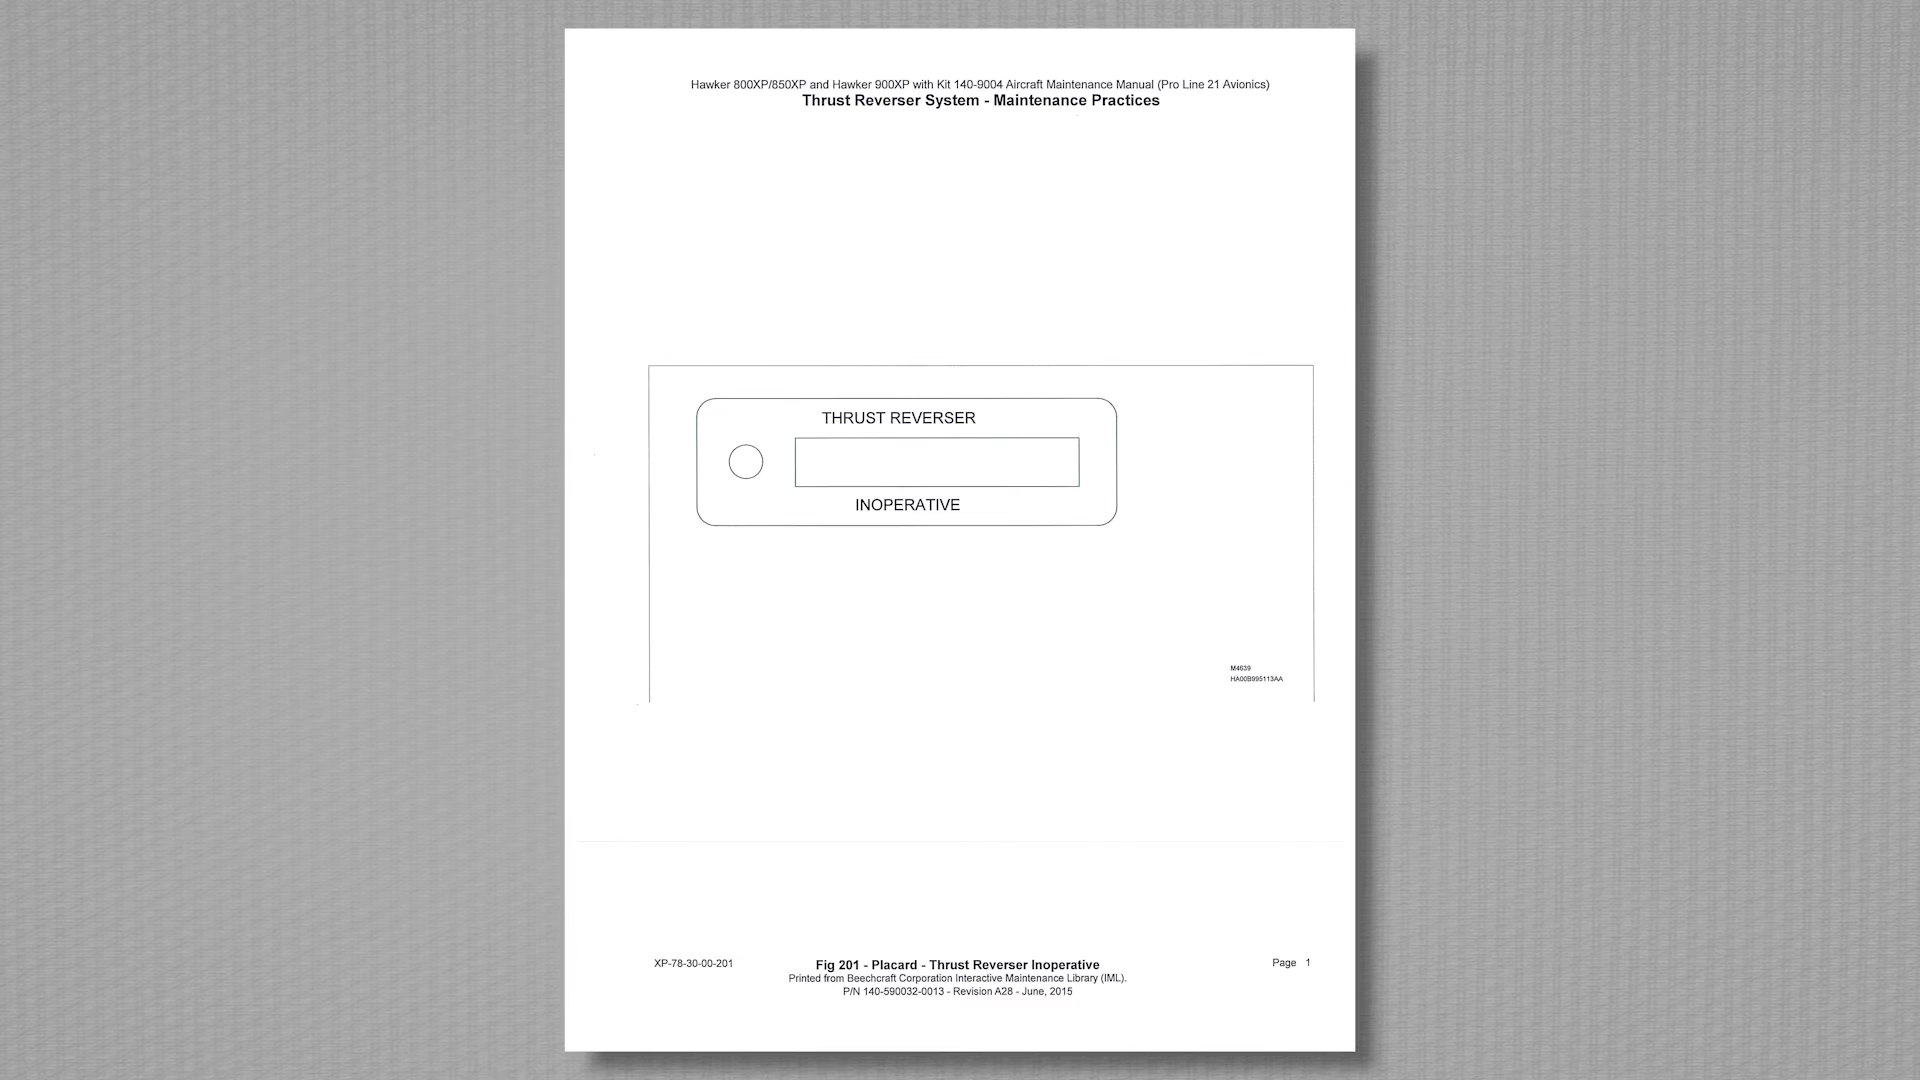 Hawker 800XP/850XP and Hawker 900XP with Kit 140-9004 Aircraft Maintenance Manual (Pro Line 21 Avionics)
Thrust Reverser System - Maintenance Practices
THRUST REVERSER
INOPERATIVE
M4639
HA00B995113AA
XP-78-30-00-201
Fig 201 - Placard - Thrust Reverser Inoperative
Page 1
Printed from Beechcraft Corporation Interactive Maintenance Library (IML).
P/N 140-590032-0013 - Revision A28 - June, 2015